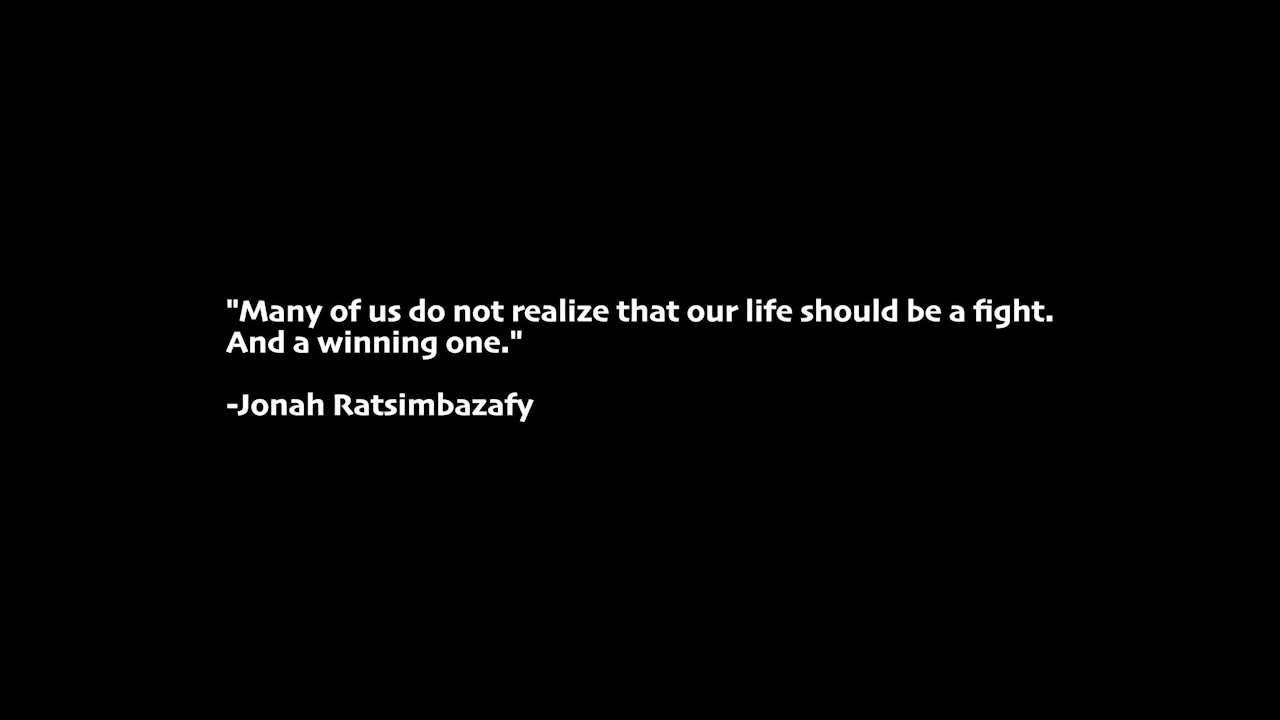 "Many of us do not realize that our life should be a fight.
And a winning one."
-Jonah Ratsimbazafy